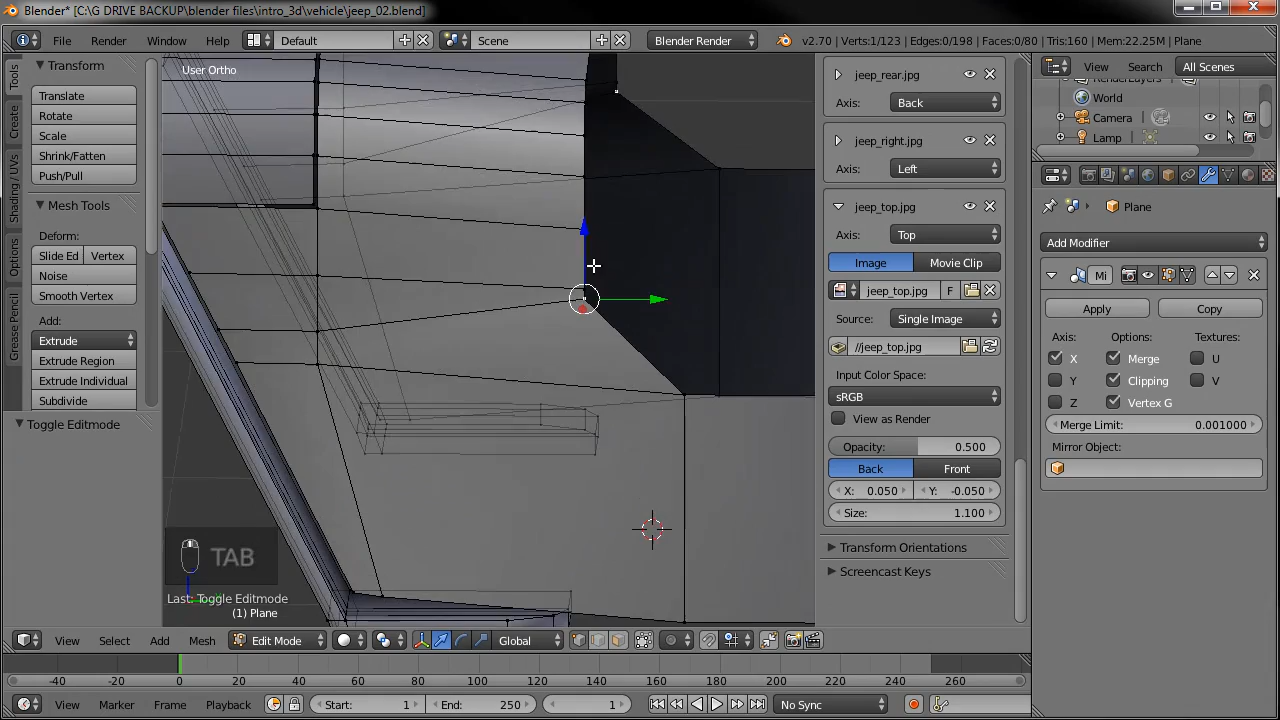 Blender* [C:\G DRIVE BACKUP\blender files\intro_3d\vehicle\jeep_02.blend]
File Render Window Help Default Scene Blender Render v2.70 | Verts:1/123 | Edges:0/198 | Faces:0/80 | Tris:160 | Mem:22.25M | Plane
Tools
Create
Shading / UVs
Options
Grease Pencil
Transform
Translate
Rotate
Scale
Shrink/Fatten
Push/Pull
Mesh Tools
Deform:
Slide Ed Vertex
Noise
Smooth Vertex
Add:
Extrude
Extrude Region
Extrude Individual
Subdivide
Toggle Editmode
User Ortho
TAB
Last: Toggle Editmode
(1) Plane
jeep_rear.jpg
Axis: Back
jeep_right.jpg
Axis: Left
jeep_top.jpg
Axis: Top
Image Movie Clip
jeep_top.jpg F
Source: Single Image
//jeep_top.jpg
Input Color Space:
sRGB
View as Render
Opacity: 0.500
Back Front
X: 0.050 Y: -0.050
Size: 1.100
Transform Orientations
Screencast Keys
View Search All Scenes
RenderLayers
World
Camera
Lamp
Plane
Add Modifier
Mi
Apply Copy
Axis: Options: Textures:
X Merge U
Y Clipping V
Z Vertex G
Merge Limit: 0.001000
Mirror Object:
View Select Add Mesh Edit Mode Global
-40 -20 0 20 40 60 80 100 120 140 160 180 200 220 240 260
View Marker Frame Playback Start: 1 End: 250 1 No Sync